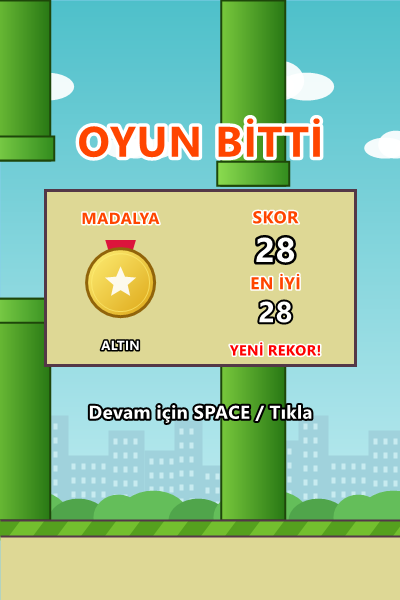 OYUN BİTTİ
MADALYA
ALTIN
SKOR
28
EN İYİ
28
YENİ REKOR!
Devam için SPACE / Tıkla